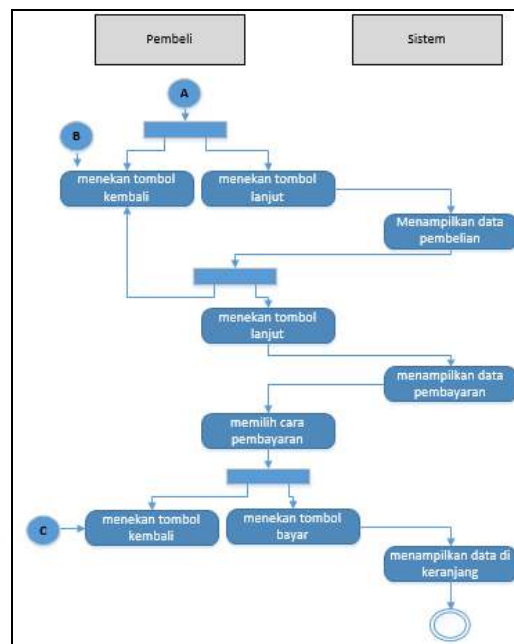 Pembeli
Sistem
A
B
menekan tombol
kembali
menekan tombol
lanjut
Menampilkan data
pembelian
menekan tombol
lanjut
menampilkan data
pembayaran
memilih cara
pembayaran
C
menekan tombol
kembali
menekan tombol
bayar
menampilkan data di
keranjang